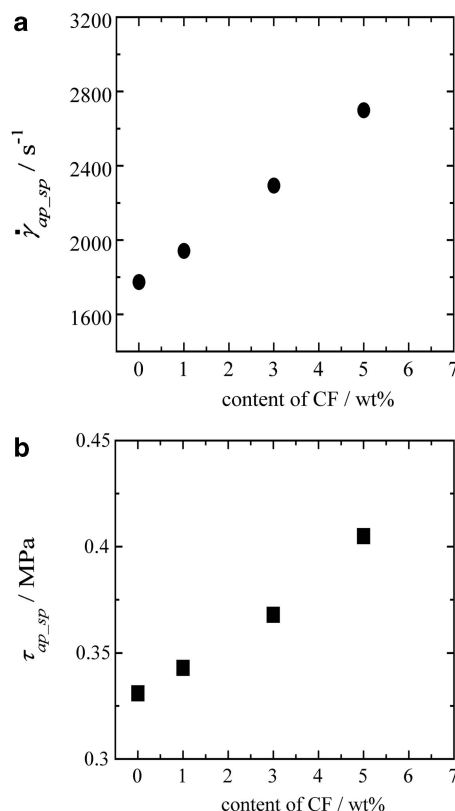 a
3200
2800
2400
2000
1600
γ̇ap_sp / s-1
0 1 2 3 4 5 6 7
content of CF / wt%
b
0.45
0.4
0.35
0.3
τap_sp / MPa
0 1 2 3 4 5 6 7
content of CF / wt%